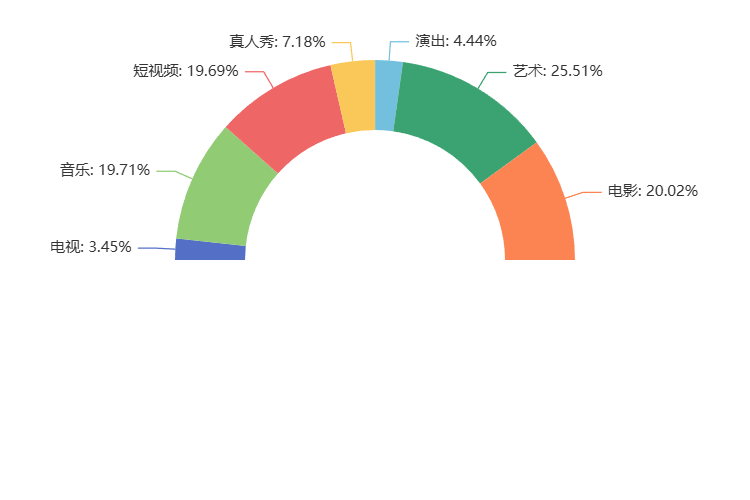 真人秀: 7.18%
演出: 4.44%
短视频: 19.69%
艺术: 25.51%
音乐: 19.71%
电影: 20.02%
电视: 3.45%